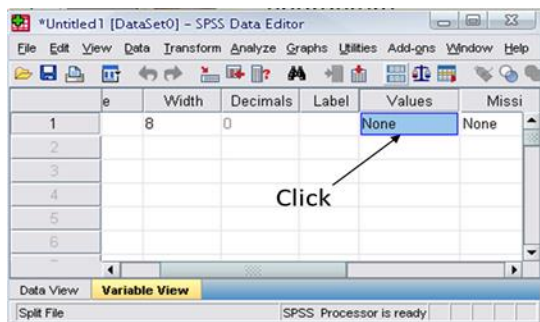 *Untitled1 [DataSet0] - SPSS Data Editor
File Edit View Data Transform Analyze Graphs Utilities Add-ons Window Help
e Width Decimals Label Values Missi
1 8 0 None None
2
3
4
Click
5
6
Data View Variable View
Split File SPSS Processor is ready